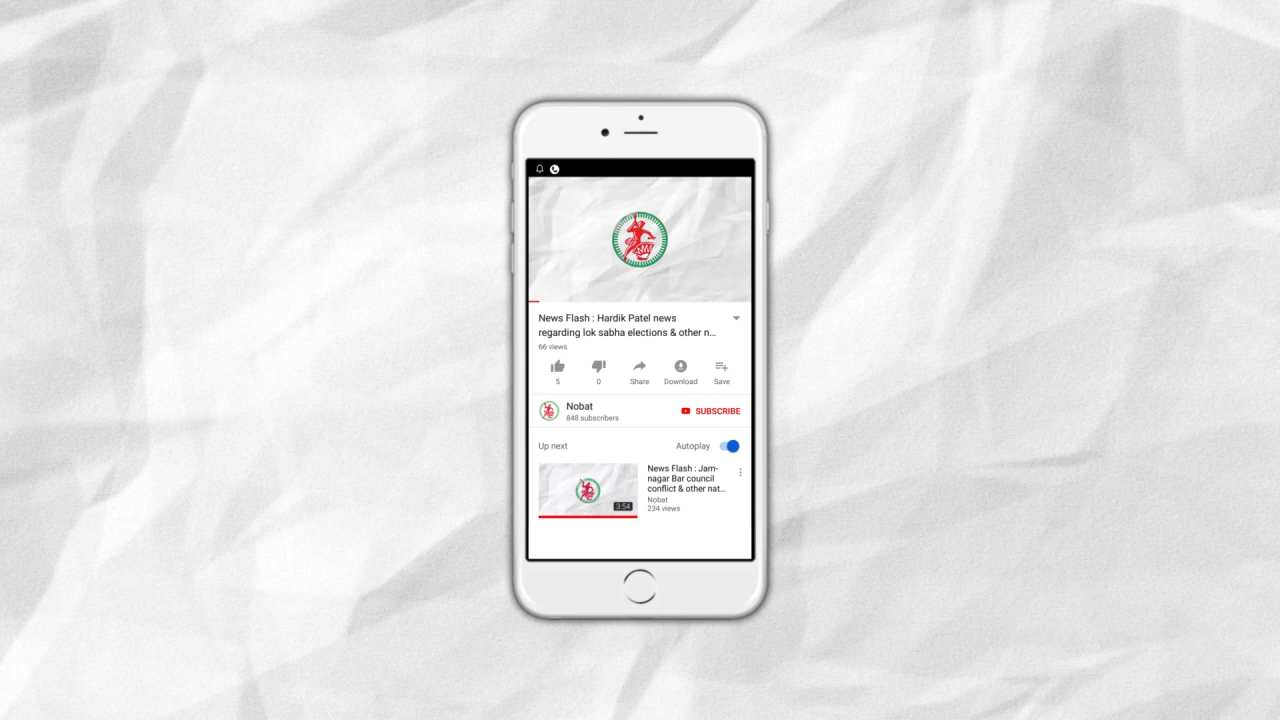 News Flash : Hardik Patel news
regarding lok sabha elections & other n...
66 views
5
0
Share
Download
Save
Nobat
848 subscribers
SUBSCRIBE
Up next
Autoplay
3:54
News Flash : Jam-
nagar Bar council
conflict & other nat...
Nobat
234 views